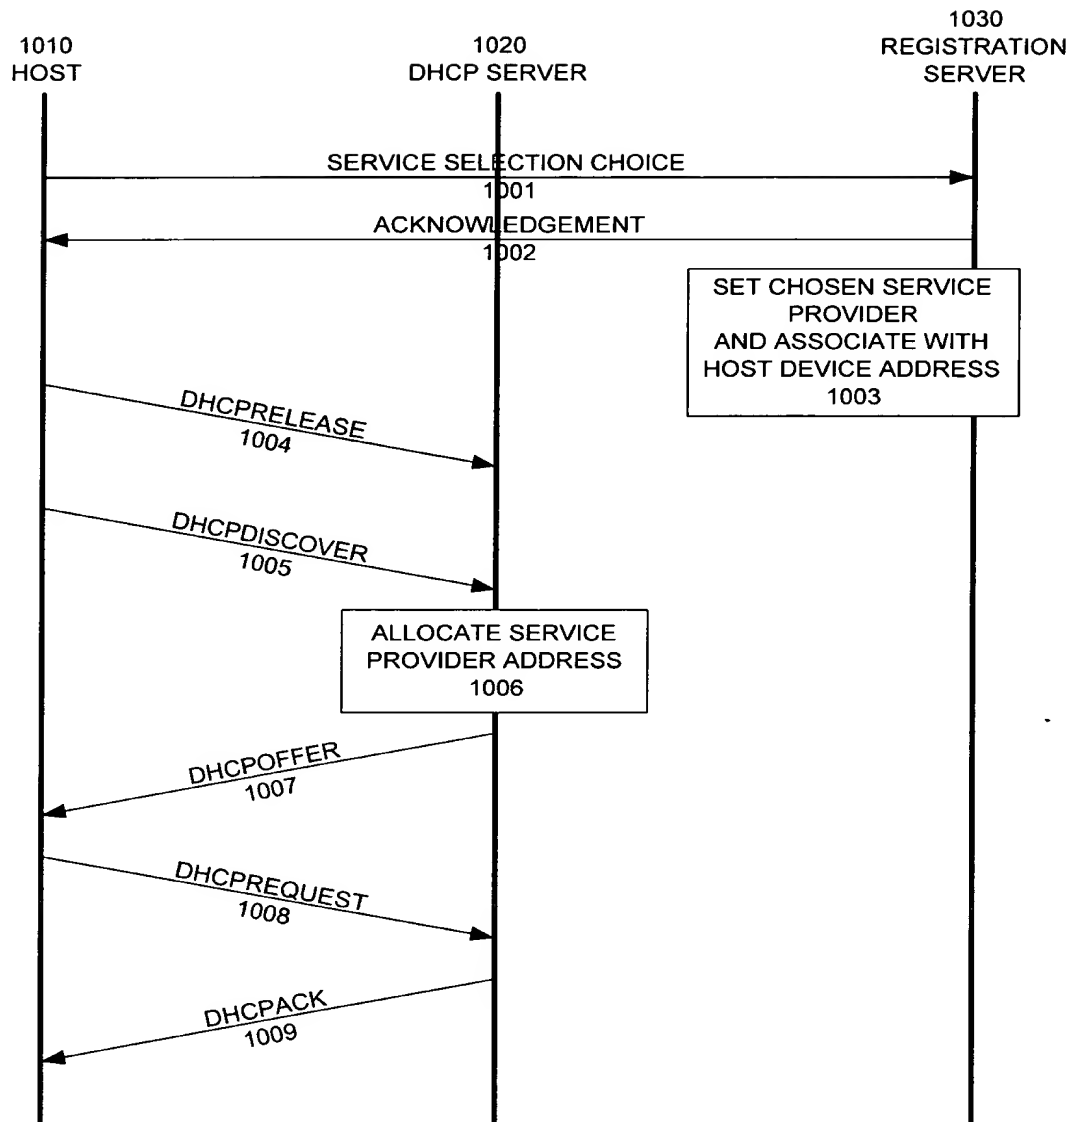 1010
HOST
1020
DHCP SERVER
1030
REGISTRATION
SERVER
SERVICE SELECTION CHOICE
1001
ACKNOWLEDGEMENT
1002
SET CHOSEN SERVICE
PROVIDER
AND ASSOCIATE WITH
HOST DEVICE ADDRESS
1003
DHCPRELEASE
1004
DHCPDISCOVER
1005
ALLOCATE SERVICE
PROVIDER ADDRESS
1006
DHCPOFFER
1007
DHCPREQUEST
1008
DHCPACK
1009